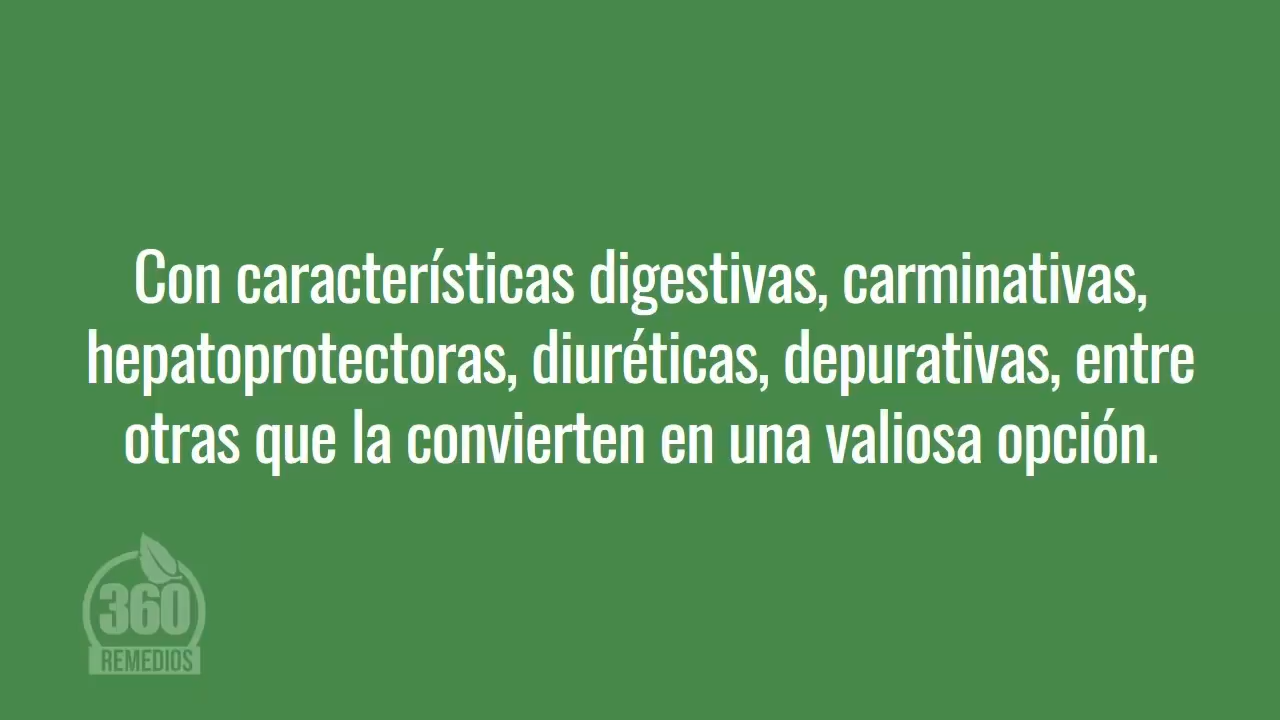 Con características digestivas, carminativas,
hepatoprotectoras, diuréticas, depurativas, entre
otras que la convierten en una valiosa opción.
360
REMEDIOS